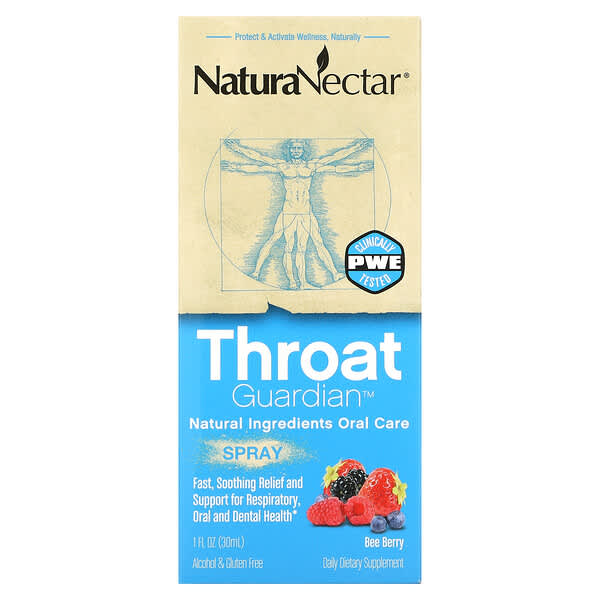 Protect & Activate Wellness, Naturally
NaturaNectar®
CLINICALLY
PWE
TESTED
Throat
Guardian™
Natural Ingredients Oral Care
SPRAY
Fast, Soothing Relief and
Support for Respiratory,
Oral and Dental Health*
1 FL OZ (30mL)
Bee Berry
Alcohol & Gluten Free
Daily Dietary Supplement